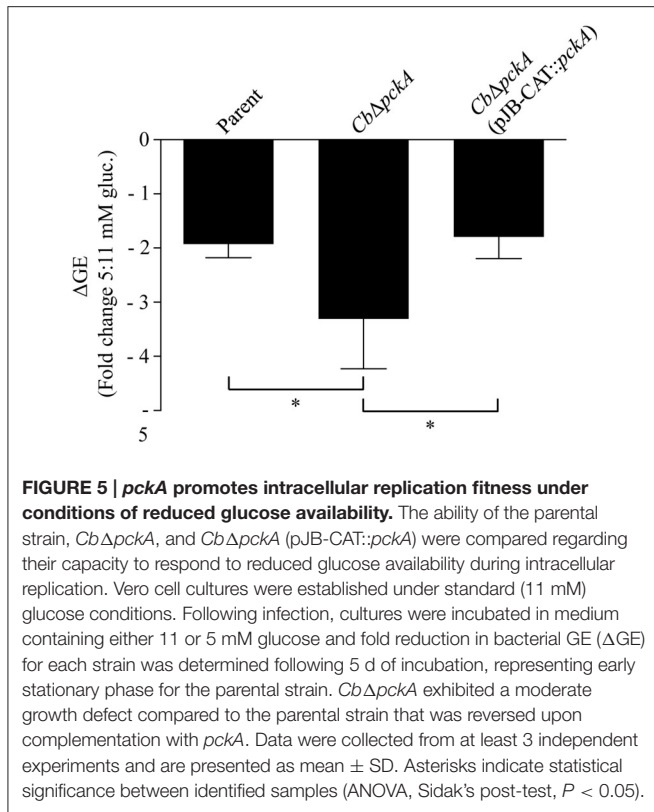 Parent
CbΔpckA
CbΔpckA
(pJB-CAT::pckA)
0
- 1
- 2
- 3
- 4
-
5
ΔGE
(Fold change 5:11 mM gluc.)
*
*
FIGURE 5 | pckA promotes intracellular replication fitness under
conditions of reduced glucose availability. The ability of the parental
strain, CbΔpckA, and CbΔpckA (pJB-CAT::pckA) were compared regarding
their capacity to respond to reduced glucose availability during intracellular
replication. Vero cell cultures were established under standard (11 mM)
glucose conditions. Following infection, cultures were incubated in medium
containing either 11 or 5 mM glucose and fold reduction in bacterial GE (ΔGE)
for each strain was determined following 5 d of incubation, representing early
stationary phase for the parental strain. CbΔpckA exhibited a moderate
growth defect compared to the parental strain that was reversed upon
complementation with pckA. Data were collected from at least 3 independent
experiments and are presented as mean ± SD. Asterisks indicate statistical
significance between identified samples (ANOVA, Sidak's post-test, P < 0.05).